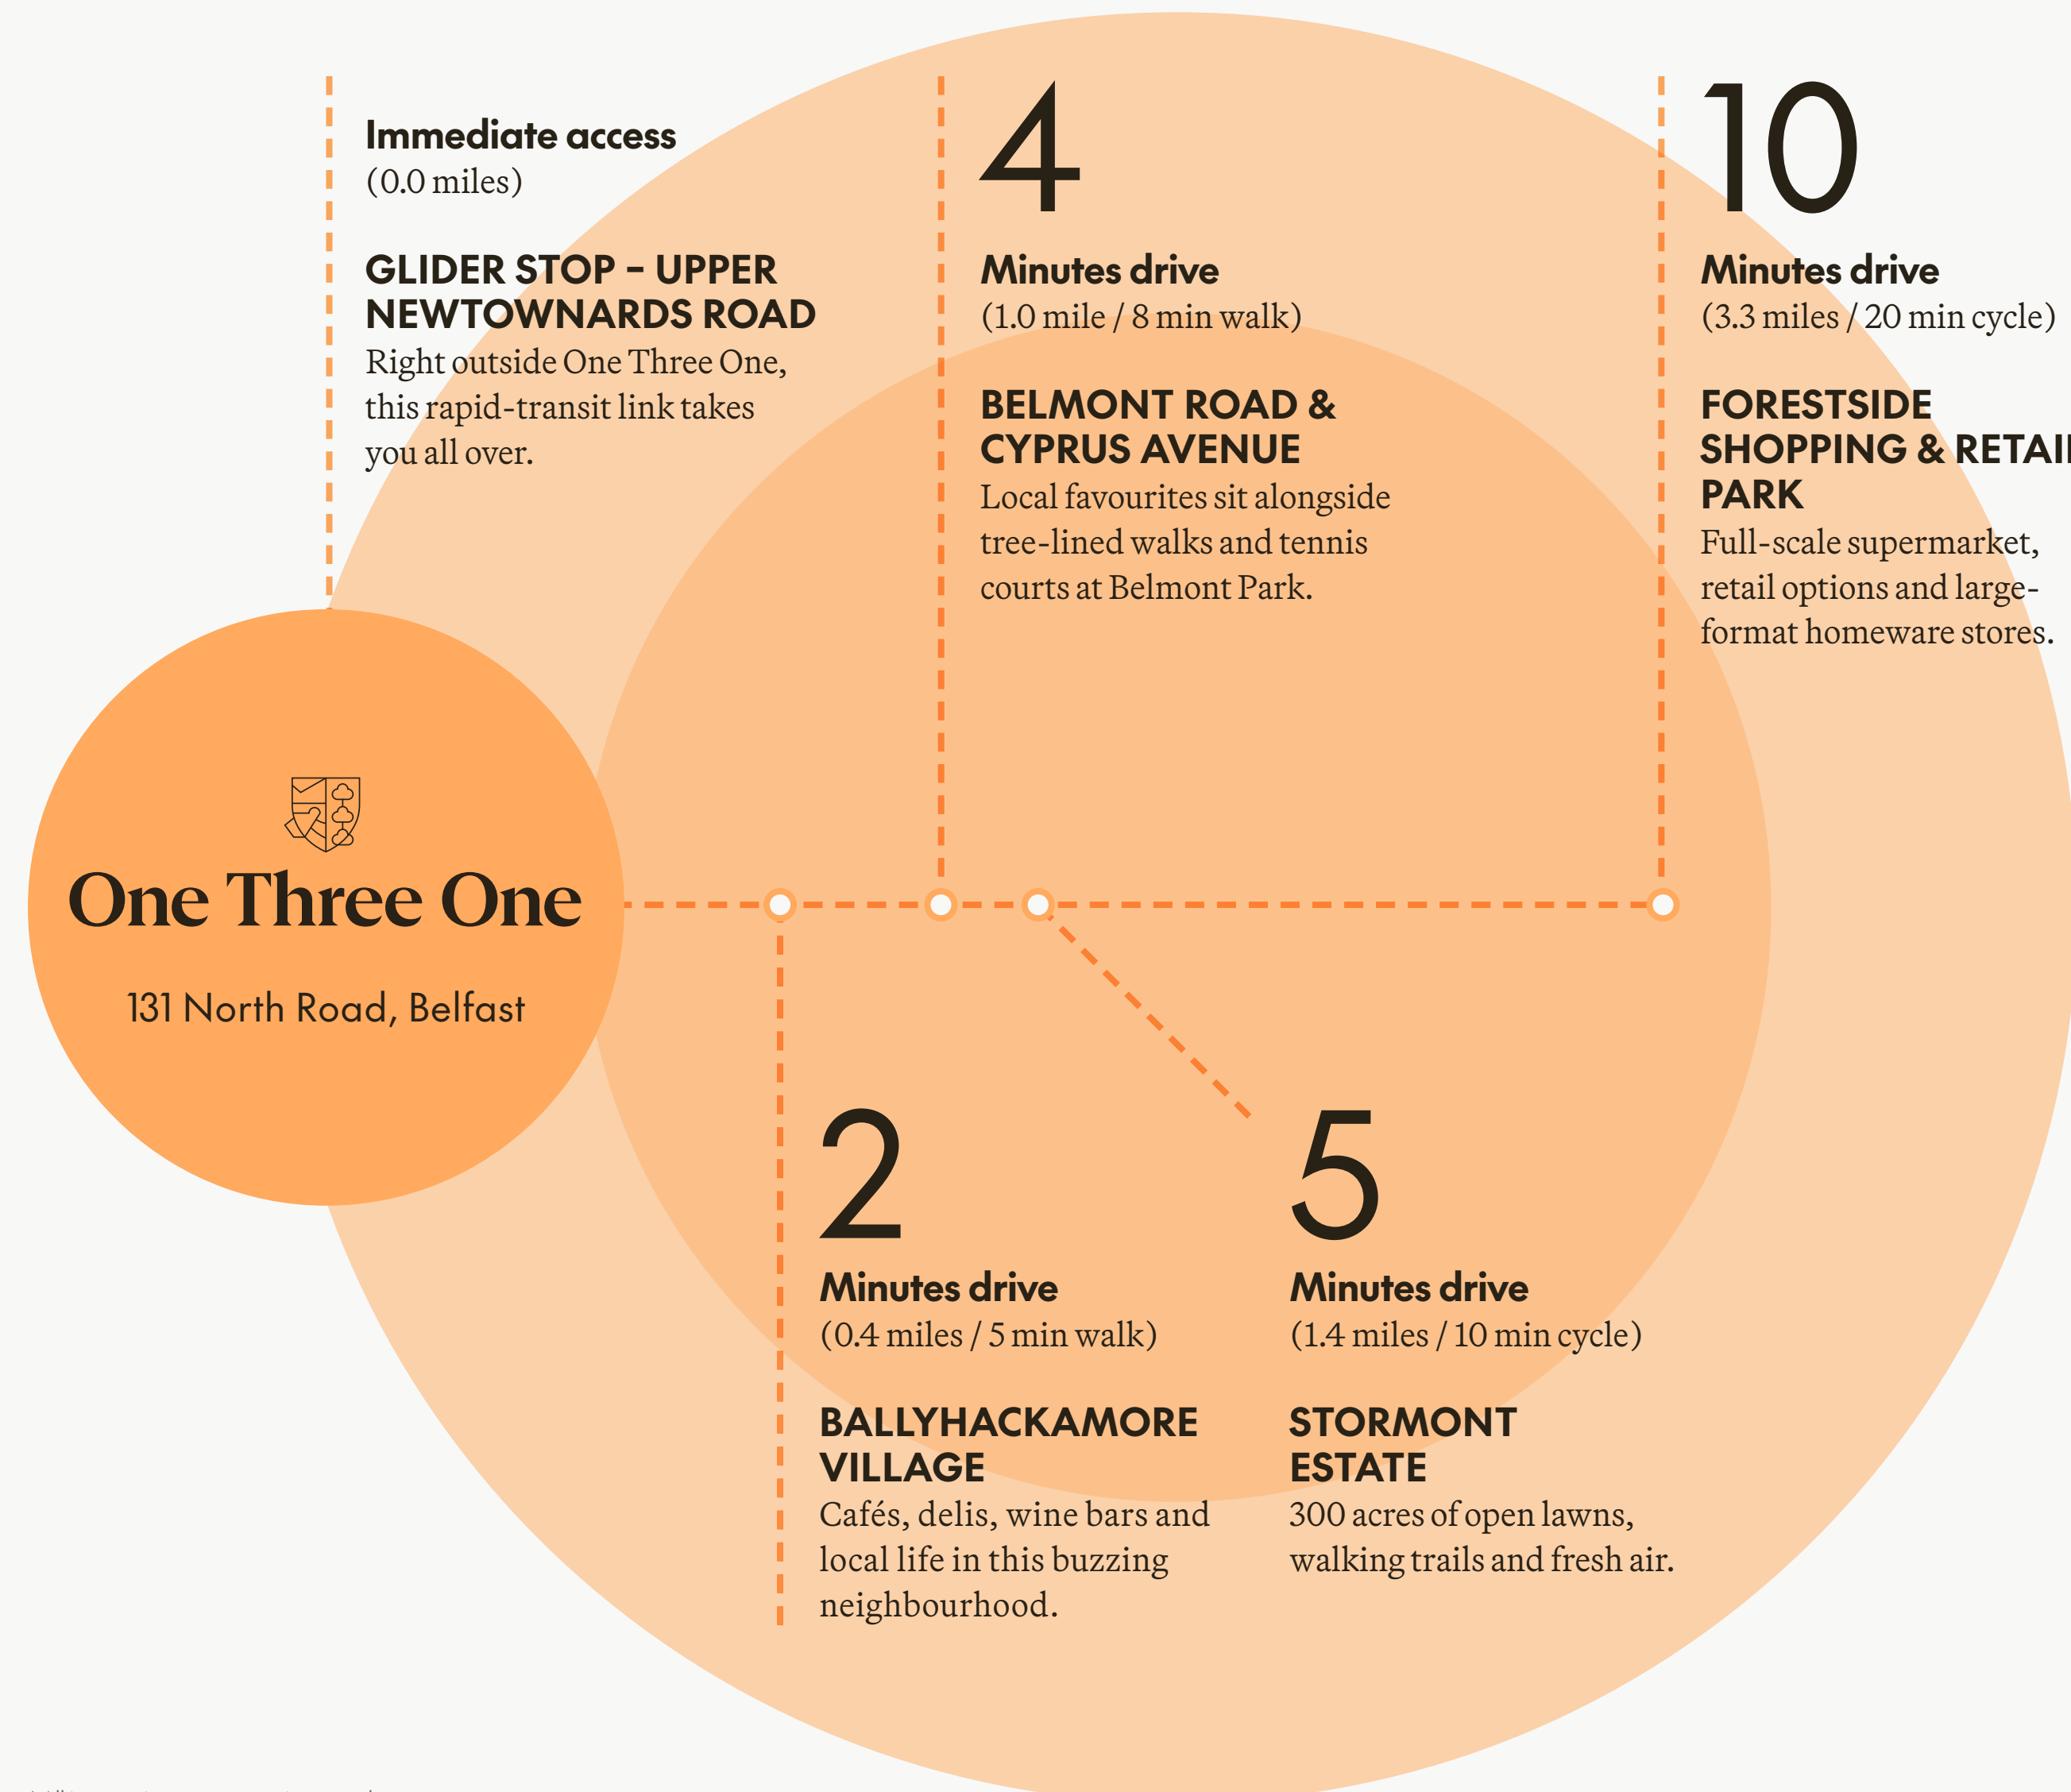 Immediate access
(0.0 miles)
GLIDER STOP – UPPER
NEWTOWNARDS ROAD
Right outside One Three One,
this rapid-transit link takes
you all over.
4
Minutes drive
(1.0 mile / 8 min walk)
BELMONT ROAD &
CYPRUS AVENUE
Local favourites sit alongside
tree-lined walks and tennis
courts at Belmont Park.
10
Minutes drive
(3.3 miles / 20 min cycle)
FORESTSIDE
SHOPPING & RETAI
PARK
Full-scale supermarket,
retail options and large-
format homeware stores.
One Three One
131 North Road, Belfast
2
Minutes drive
(0.4 miles / 5 min walk)
BALLYHACKAMORE
VILLAGE
Cafés, delis, wine bars and
local life in this buzzing
neighbourhood.
5
Minutes drive
(1.4 miles / 10 min cycle)
STORMONT
ESTATE
300 acres of open lawns,
walking trails and fresh air.